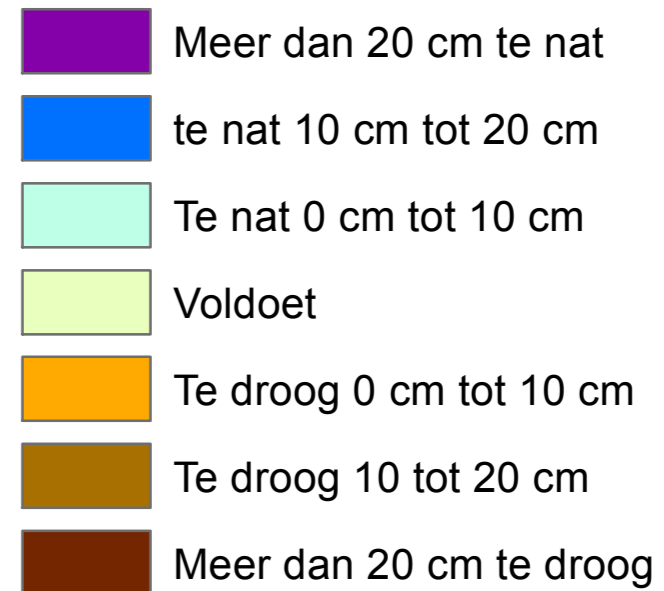 Meer dan 20 cm te nat
te nat 10 cm tot 20 cm
Te nat 0 cm tot 10 cm
Voldoet
Te droog 0 cm tot 10 cm
Te droog 10 tot 20 cm
Meer dan 20 cm te droog